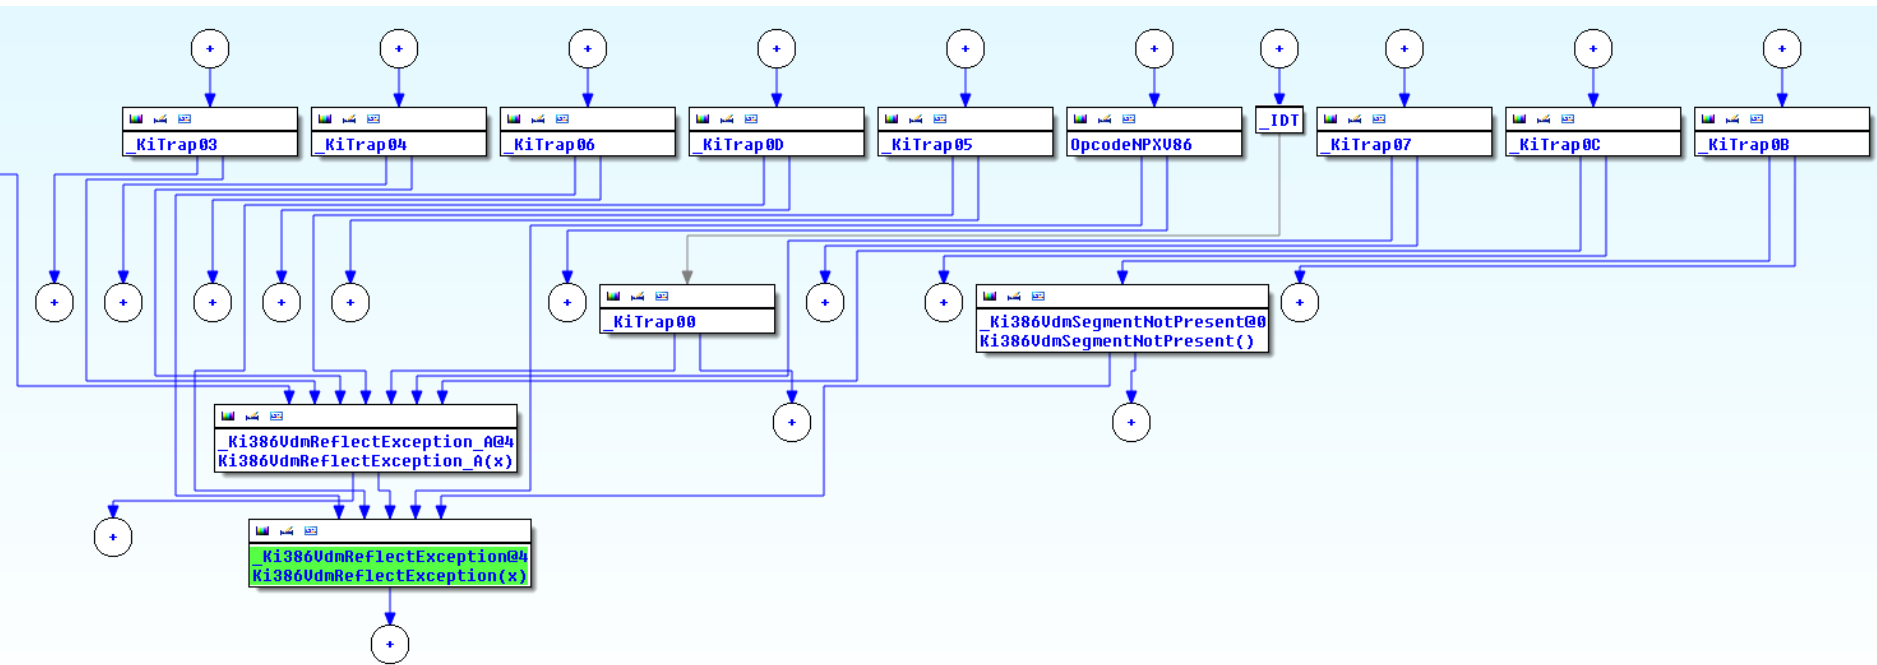 + + + + + + + + + +
_KiTrap03 _KiTrap04 _KiTrap06 _KiTrap0D _KiTrap05 OpcodeNPXV86 _IDT _KiTrap07 _KiTrap0C _KiTrap0B
+ + + + + + + + +
_KiTrap00
_Ki386VdmSegmentNotPresent@0
Ki386VdmSegmentNotPresent()
+ +
_Ki386VdmReflectException_A@4
Ki386VdmReflectException_A(x)
+
_Ki386VdmReflectException@4
Ki386VdmReflectException(x)
+